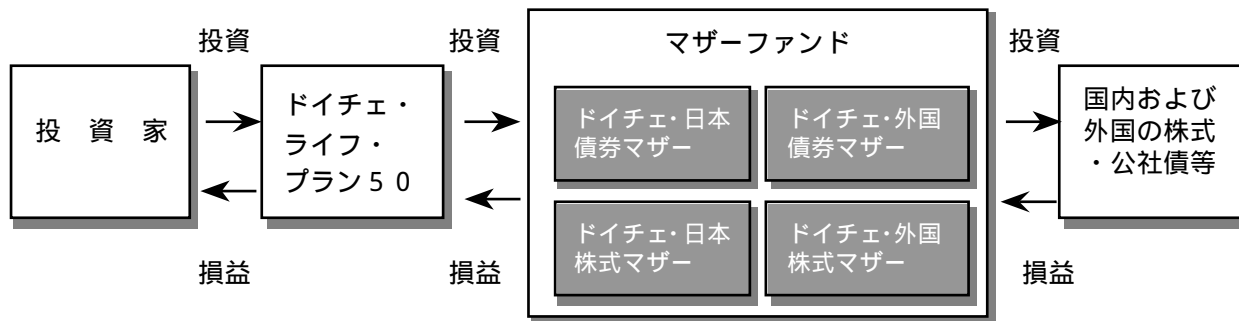 投資
投資
マザーファンド
投資
投 資 家
ドイチェ・
ライフ・
プラン５０
ドイチェ・日本
債券マザー
ドイチェ・外国
債券マザー
ドイチェ・日本
株式マザー
ドイチェ・外国
株式マザー
国内および
外国の株式
・公社債等
損益
損益
損益